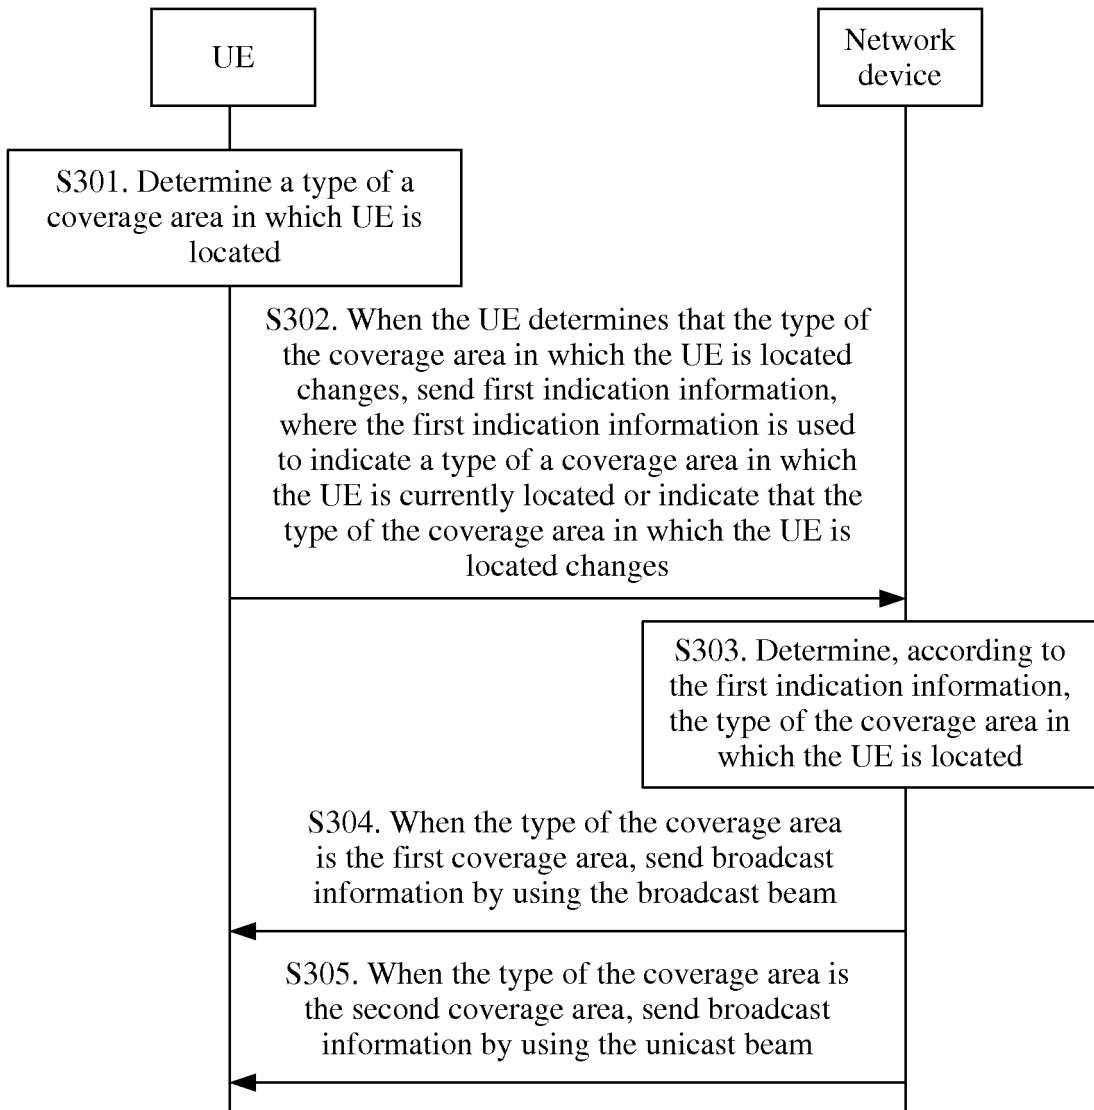 UE
Network
device
S301. Determine a type of a
coverage area in which UE is
located
S302. When the UE determines that the type of
the coverage area in which the UE is located
changes, send first indication information,
where the first indication information is used
to indicate a type of a coverage area in which
the UE is currently located or indicate that the
type of the coverage area in which the UE is
located changes
S303. Determine, according to
the first indication information,
the type of the coverage area in
which the UE is located
S304. When the type of the coverage area
is the first coverage area, send broadcast
information by using the broadcast beam
S305. When the type of the coverage area is
the second coverage area, send broadcast
information by using the unicast beam